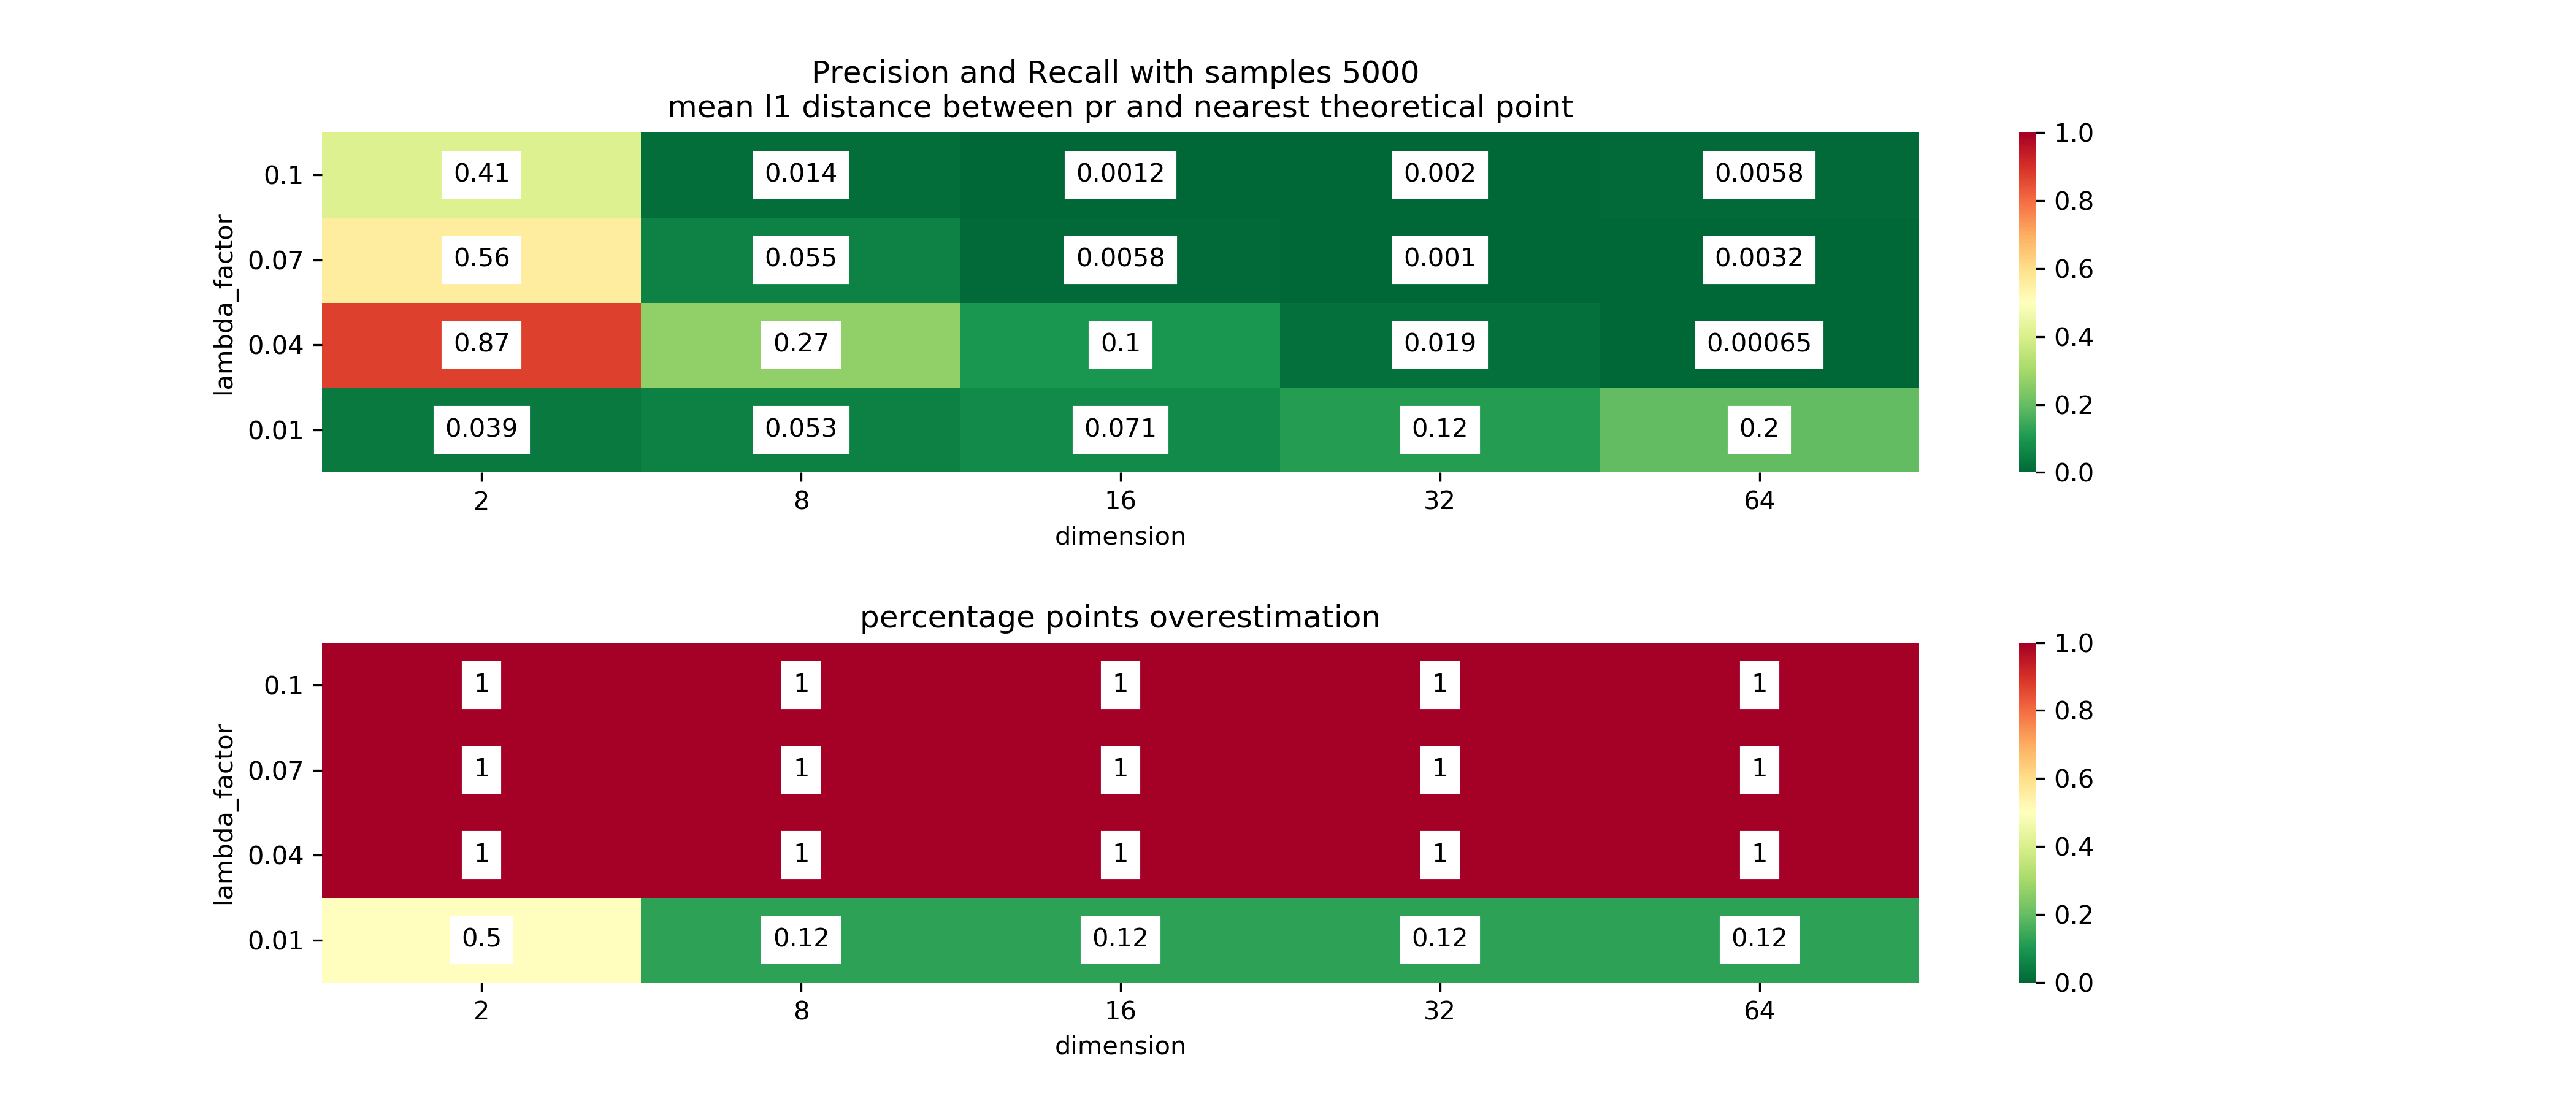 Precision and Recall with samples 5000
mean l1 distance between pr and nearest theoretical point
lambda_factor
0.1 0.41 0.014 0.0012 0.002 0.0058
0.07 0.56 0.055 0.0058 0.001 0.0032
0.04 0.87 0.27 0.1 0.019 0.00065
0.01 0.039 0.053 0.071 0.12 0.2
2 8 16 32 64
dimension
1.0
0.8
0.6
0.4
0.2
0.0
percentage points overestimation
lambda_factor
0.1 1 1 1 1 1
0.07 1 1 1 1 1
0.04 1 1 1 1 1
0.01 0.5 0.12 0.12 0.12 0.12
2 8 16 32 64
dimension
1.0
0.8
0.6
0.4
0.2
0.0